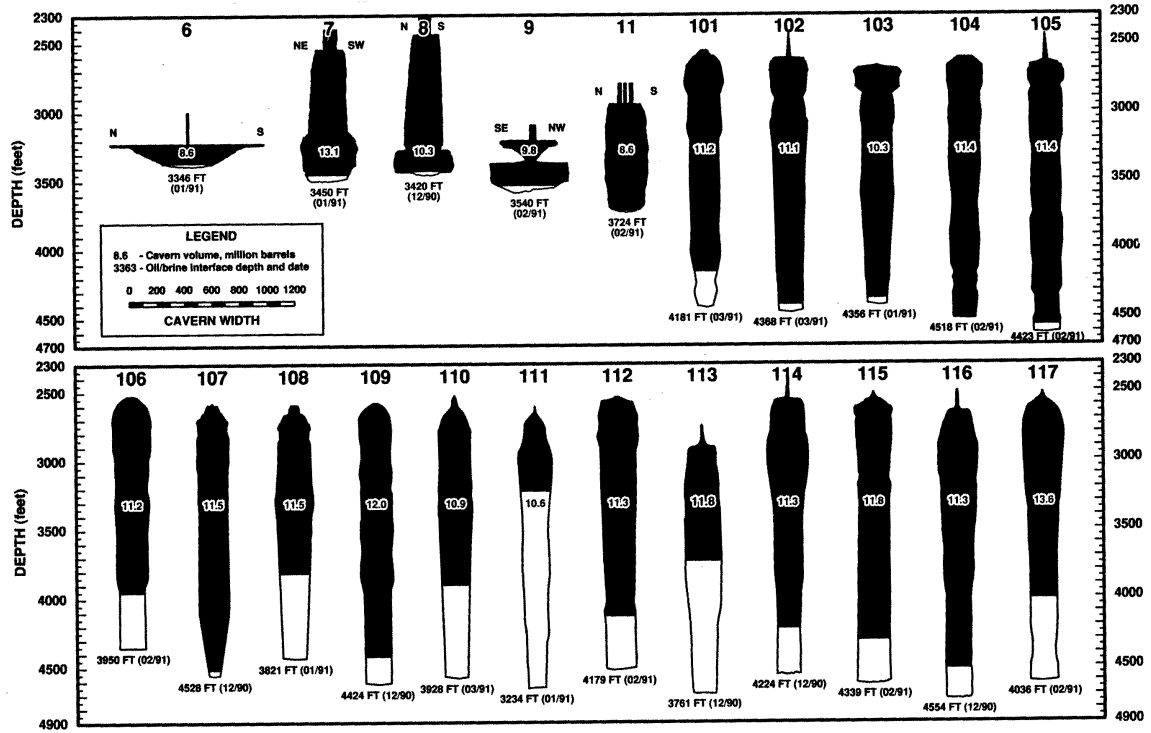 2300
2500
3000
3500
4000
4500
4700
DEPTH (feet)
6 7 8 9 11 101 102 103 104 105
N S
NE SW
N S
SE NW
N S
8.6 13.1 10.3 9.8 8.6 11.2 11.1 10.3 11.4 11.4
3346 FT
(01/91)
3450 FT
(01/91)
3420 FT
(12/90)
3540 FT
(02/91)
3724 FT
(02/91)
4181 FT (03/91)
4368 FT (03/91)
4356 FT (01/91)
4518 FT (02/91)
4423 FT (02/91)
LEGEND
8.6 - Cavern volume, million barrels
3363 - Oil/brine interface depth and date
0 200 400 600 800 1000 1200
CAVERN WIDTH
2300
2500
3000
3500
4000
4500
4700
2300
2500
3000
3500
4000
4500
4900
DEPTH (feet)
106 107 108 109 110 111 112 113 114 115 116 117
11.2 11.5 11.5 12.0 10.9 10.6 11.3 11.8 11.3 11.8 11.3 13.6
3950 FT (02/91)
4528 FT (12/90)
3821 FT (01/91)
4424 FT (12/90)
3928 FT (03/91)
3234 FT (01/91)
4179 FT (02/91)
3761 FT (12/90)
4224 FT (12/90)
4339 FT (02/91)
4554 FT (12/90)
4036 FT (02/91)
2300
2500
3000
3500
4000
4500
4900